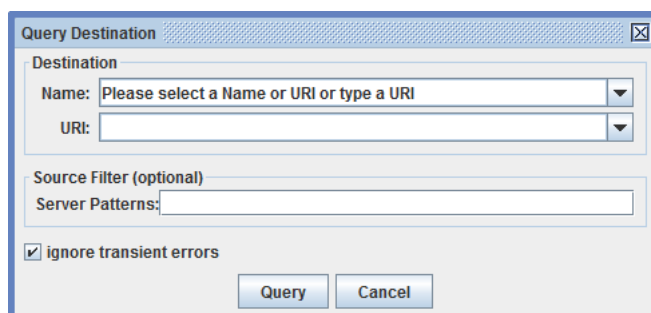 Query Destination
Destination
Name: Please select a Name or URI or type a URI
URI:
Source Filter (optional)
Server Patterns:
ignore transient errors
Query Cancel